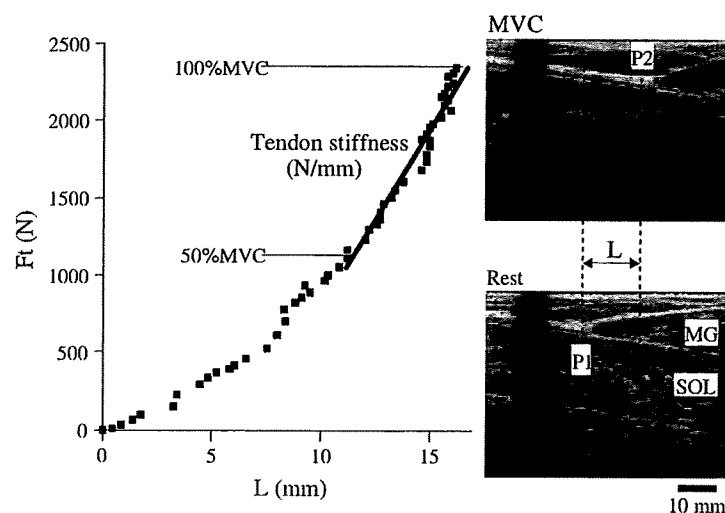 2500
2000
1500
1000
500
0
Ft (N)
100%MVC
Tendon stiffness
(N/mm)
50%MVC
0
5
10
15
L (mm)
MVC
P2
L
Rest
MG
P1
SOL
10 mm